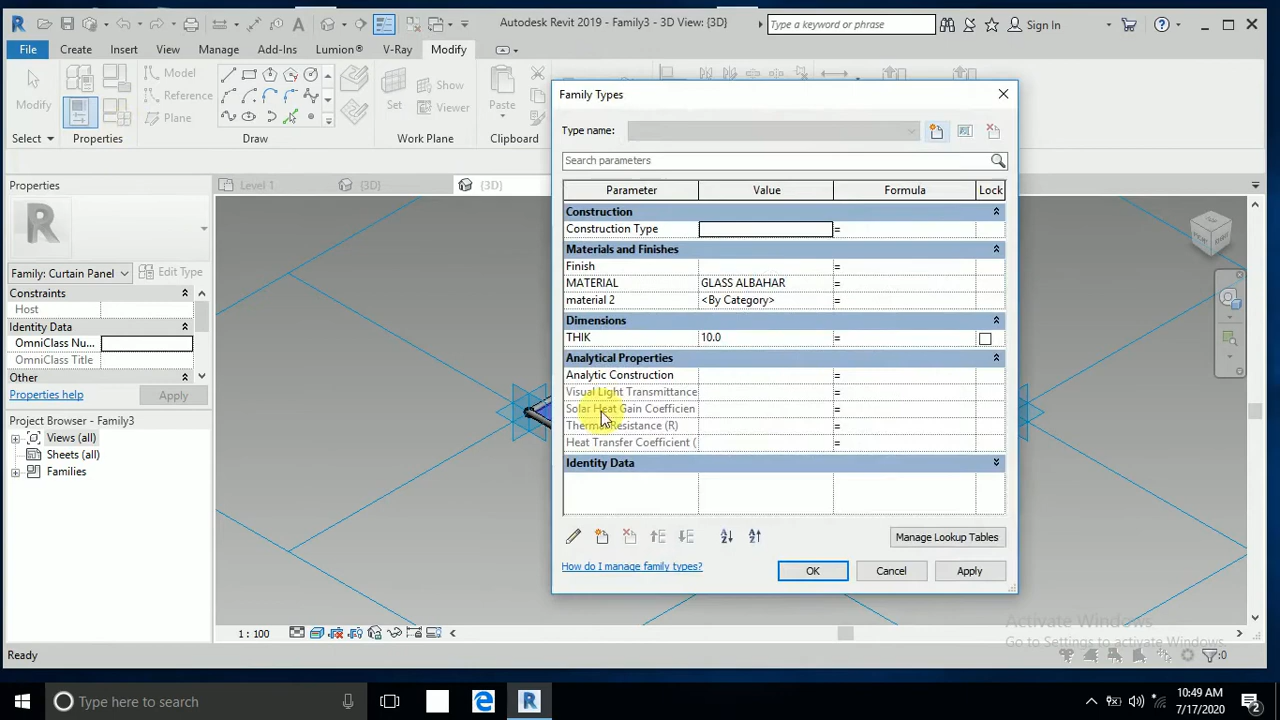 Autodesk Revit 2019 - Family3 - 3D View: {3D}
Type a keyword or phrase
Sign In
File Create Insert View Manage Add-Ins Lumion® V-Ray Modify
Modify
Model
Reference
Plane
Set
Show
Viewer
Paste
Select Properties Draw Work Plane Clipboard
Properties
Level 1
{3D}
{3D}
R
Family: Curtain Panel
Edit Type
Constraints
Host
Identity Data
OmniClass Nu...
OmniClass Title
Other
Properties help
Apply
Project Browser - Family3
Views (all)
Sheets (all)
Families
Family Types
Type name:
Search parameters
Parameter Value Formula Lock
Construction
Construction Type =
Materials and Finishes
Finish =
MATERIAL GLASS ALBAHAR =
material 2 <By Category> =
Dimensions
THIK 10.0 =
Analytical Properties
Analytic Construction =
Visual Light Transmittance =
Solar Heat Gain Coefficien =
Thermal Resistance (R) =
Heat Transfer Coefficient ( =
Identity Data
Manage Lookup Tables
How do I manage family types?
OK Cancel Apply
Activate Windows
Go to Settings to activate Windows.
1 : 100
Ready
:0
Type here to search
10:49 AM
7/17/2020
2